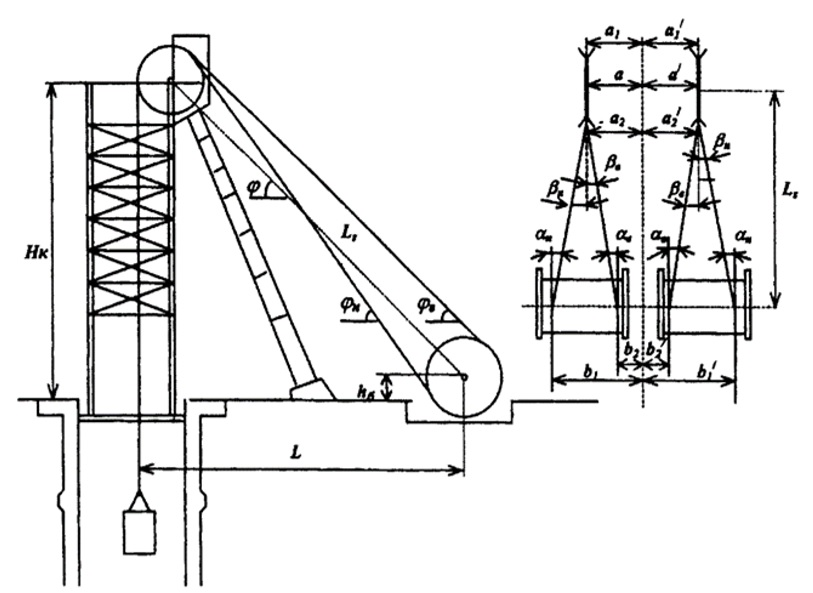 Hк
φ
Lг
φн
φв
hб
L
a₁ a₁'
a a'
a₂ a₂'
βн
βв
βн βв
Lг
αн αв αв αн
b₂ b₂'
b₁ b₁'